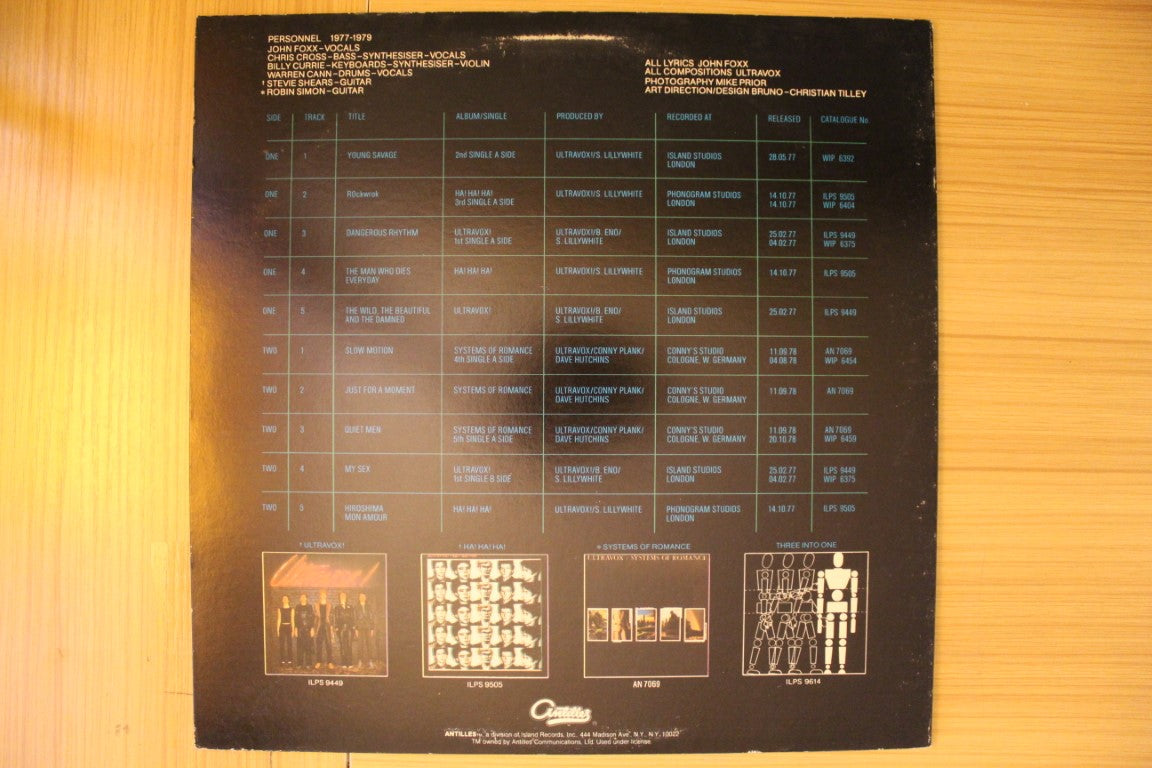 PERSONNEL 1977-1979
JOHN FOXX-VOCALS
CHRIS CROSS-BASS-SYNTHESISER-VOCALS
BILLY CURRIE-KEYBOARDS-SYNTHESISER-VIOLIN
WARREN CANN-DRUMS-VOCALS
† STEVIE SHEARS-GUITAR
* ROBIN SIMON-GUITAR
ALL LYRICS JOHN FOXX
ALL COMPOSITIONS ULTRAVOX
PHOTOGRAPHY MIKE PRIOR
ART DIRECTION/DESIGN BRUNO-CHRISTIAN TILLEY
SIDE TRACK TITLE ALBUM/SINGLE PRODUCED BY RECORDED AT RELEASED CATALOGUE No.
ONE 1 YOUNG SAVAGE 2nd SINGLE A SIDE ULTRAVOX!/S. LILLYWHITE ISLAND STUDIOS 28.05.77 WIP 6392
LONDON
ONE 2 ROckwrok HA! HA! HA! ULTRAVOX!/S. LILLYWHITE PHONOGRAM STUDIOS 14.10.77 ILPS 9505
3rd SINGLE A SIDE LONDON 14.10.77 WIP 6404
ONE 3 DANGEROUS RHYTHM ULTRAVOX! ULTRAVOX!/B. ENO/ ISLAND STUDIOS 25.02.77 ILPS 9449
1st SINGLE A SIDE S. LILLYWHITE LONDON 04.02.77 WIP 6375
ONE 4 THE MAN WHO DIES HA! HA! HA! ULTRAVOX!/S. LILLYWHITE PHONOGRAM STUDIOS 14.10.77 ILPS 9505
EVERYDAY LONDON
ONE 5 THE WILD, THE BEAUTIFUL ULTRAVOX! ULTRAVOX!/B. ENO/ ISLAND STUDIOS 25.02.77 ILPS 9449
AND THE DAMNED S. LILLYWHITE LONDON
TWO 1 SLOW MOTION SYSTEMS OF ROMANCE ULTRAVOX/CONNY PLANK/ CONNY'S STUDIO 11.09.78 AN 7069
4th SINGLE A SIDE DAVE HUTCHINS COLOGNE, W. GERMANY 04.08.78 WIP 6454
TWO 2 JUST FOR A MOMENT SYSTEMS OF ROMANCE ULTRAVOX/CONNY PLANK/ CONNY'S STUDIO 11.09.78 AN 7069
DAVE HUTCHINS COLOGNE, W. GERMANY
TWO 3 QUIET MEN SYSTEMS OF ROMANCE ULTRAVOX/CONNY PLANK/ CONNY'S STUDIO 11.09.78 AN 7069
5th SINGLE A SIDE DAVE HUTCHINS COLOGNE, W. GERMANY 20.10.78 WIP 6459
TWO 4 MY SEX ULTRAVOX! ULTRAVOX!/B. ENO/ ISLAND STUDIOS 25.02.77 ILPS 9449
1st SINGLE B SIDE S. LILLYWHITE LONDON 04.02.77 WIP 6375
TWO 5 HIROSHIMA HA! HA! HA! ULTRAVOX!/S. LILLYWHITE PHONOGRAM STUDIOS 14.10.77 ILPS 9505
MON AMOUR LONDON
† ULTRAVOX! † HA! HA! HA! * SYSTEMS OF ROMANCE THREE INTO ONE
Ultravox!
ULTRAVOX / SYSTEMS OF ROMANCE
ILPS 9449 ILPS 9505 AN 7069 ILPS 9614
Antilles
ANTILLES, a division of Island Records, Inc. 444 Madison Ave, N.Y., N.Y. 10022
TM owned by Antilles Communications, Ltd. Used under license.